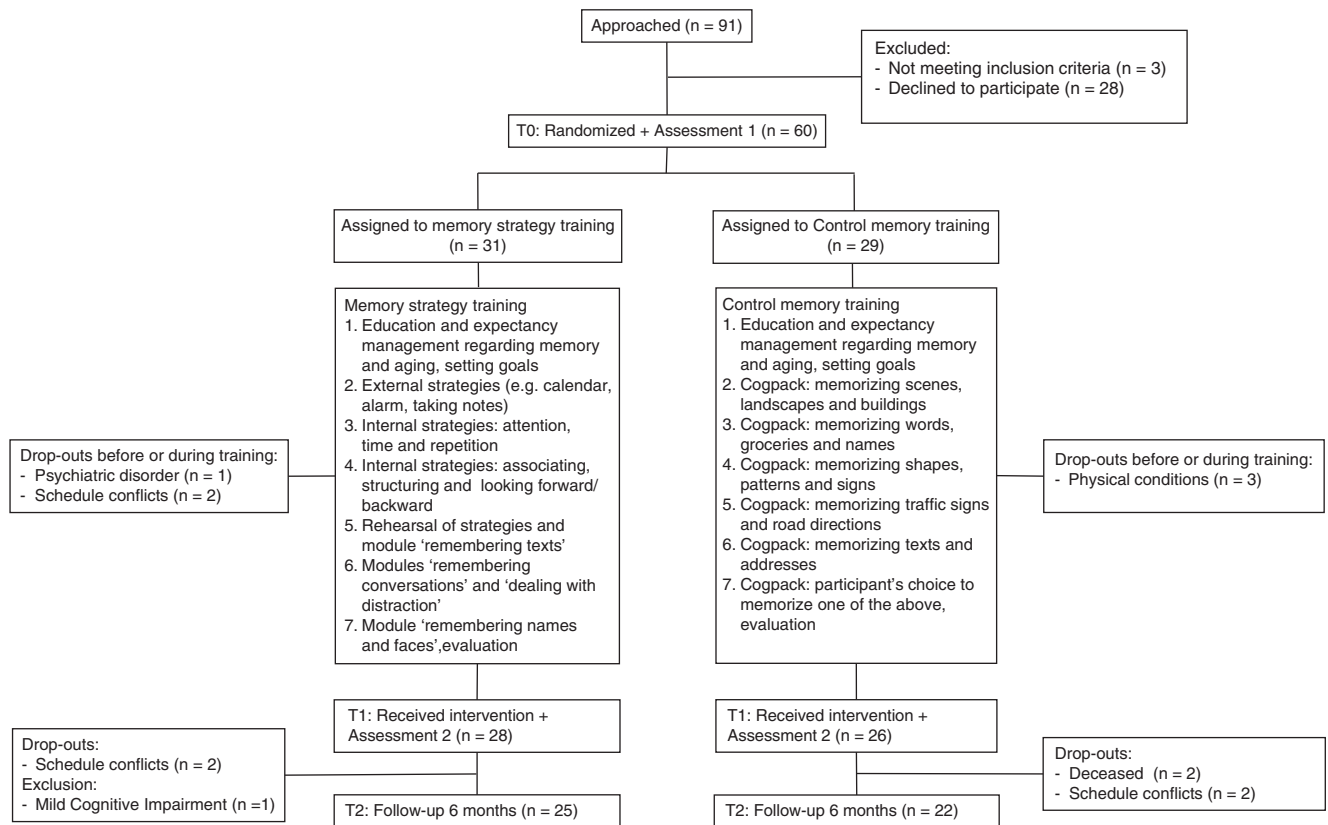 Approached (n = 91)
Excluded:
- Not meeting inclusion criteria (n = 3)
- Declined to participate (n = 28)
T0: Randomized + Assessment 1 (n = 60)
Assigned to memory strategy training
(n = 31)
Assigned to Control memory training
(n = 29)
Memory strategy training
1. Education and expectancy
management regarding memory
and aging, setting goals
2. External strategies (e.g. calendar,
alarm, taking notes)
3. Internal strategies: attention,
time and repetition
4. Internal strategies: associating,
structuring and looking forward/
backward
5. Rehearsal of strategies and
module ‘remembering texts’
6. Modules ‘remembering
conversations’ and ‘dealing with
distraction’
7. Module ‘remembering names
and faces’,evaluation
Control memory training
1. Education and expectancy
management regarding memory
and aging, setting goals
2. Cogpack: memorizing scenes,
landscapes and buildings
3. Cogpack: memorizing words,
groceries and names
4. Cogpack: memorizing shapes,
patterns and signs
5. Cogpack: memorizing traffic signs
and road directions
6. Cogpack: memorizing texts and
addresses
7. Cogpack: participant’s choice to
memorize one of the above,
evaluation
Drop-outs before or during training:
- Psychiatric disorder (n = 1)
- Schedule conflicts (n = 2)
Drop-outs before or during training:
- Physical conditions (n = 3)
T1: Received intervention +
Assessment 2 (n = 28)
T1: Received intervention +
Assessment 2 (n = 26)
Drop-outs:
- Schedule conflicts (n = 2)
Exclusion:
- Mild Cognitive Impairment (n =1)
Drop-outs:
- Deceased (n = 2)
- Schedule conflicts (n = 2)
T2: Follow-up 6 months (n = 25)
T2: Follow-up 6 months (n = 22)